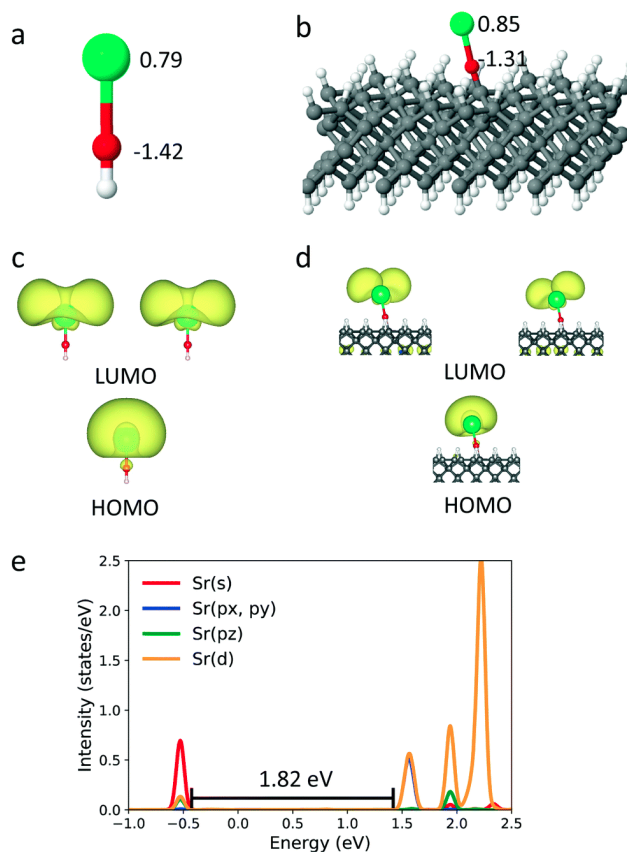 a
0.79
-1.42
b
0.85
-1.31
c
LUMO
HOMO
d
LUMO
HOMO
e
Sr(s)
Sr(px, py)
Sr(pz)
Sr(d)
1.82 eV
Intensity (states/eV)
2.5
2.0
1.5
1.0
0.5
0.0
−1.0 −0.5 0.0 0.5 1.0 1.5 2.0 2.5
Energy (eV)